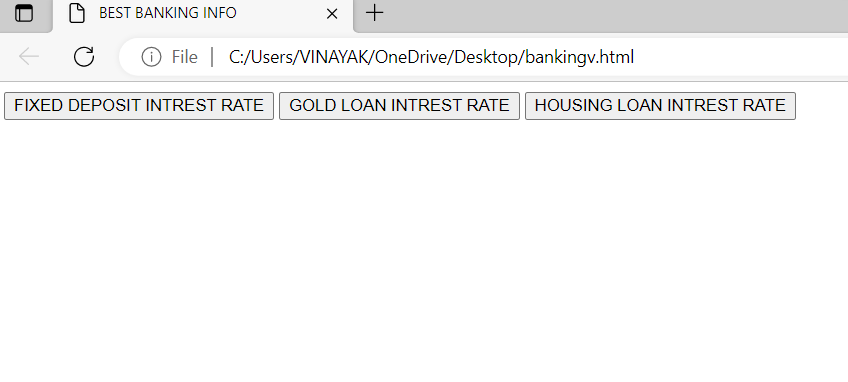 BEST BANKING INFO
File | C:/Users/VINAYAK/OneDrive/Desktop/bankingv.html
FIXED DEPOSIT INTREST RATE GOLD LOAN INTREST RATE HOUSING LOAN INTREST RATE